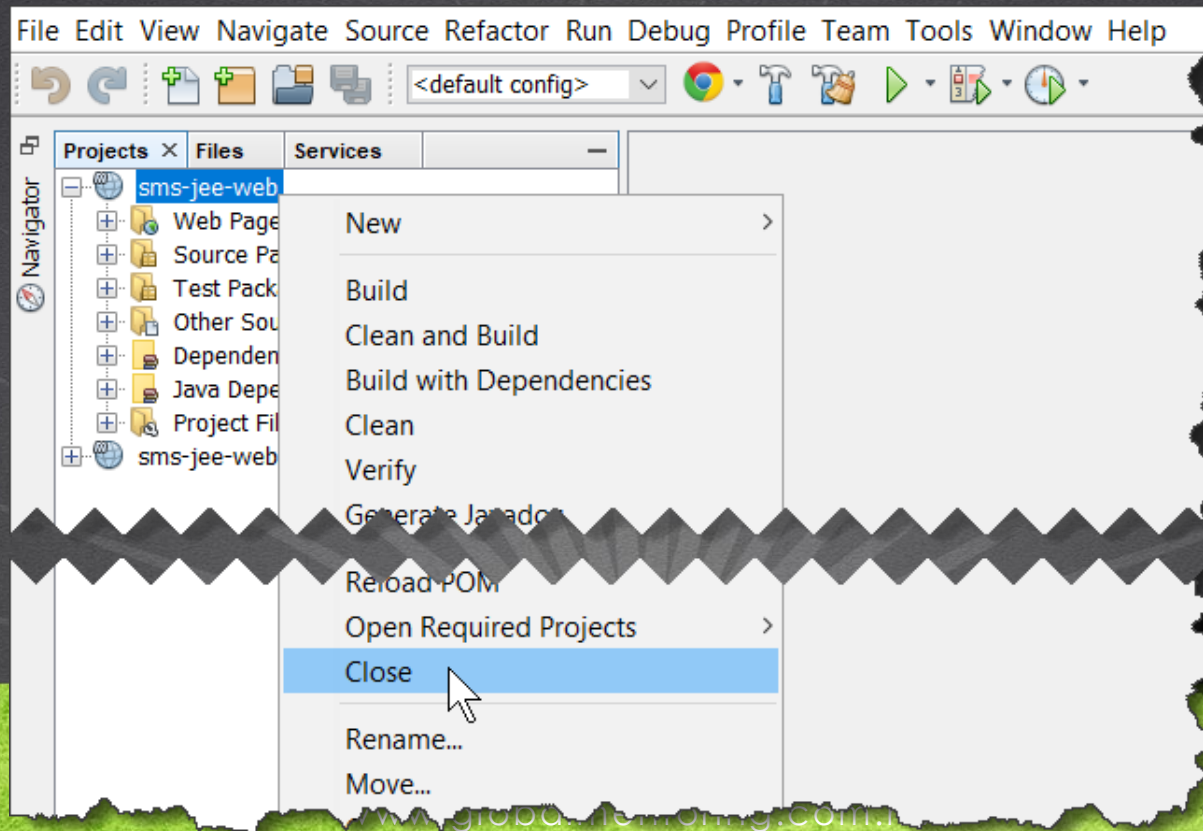 File Edit View Navigate Source Refactor Run Debug Profile Team Tools Window Help
<default config>
Projects Files Services
Navigator
sms-jee-web
Web Page
Source Pa
Test Pack
Other Sou
Dependen
Java Depe
Project Fil
sms-jee-web
New
Build
Clean and Build
Build with Dependencies
Clean
Verify
Generate Javadoc
Reload POM
Open Required Projects
Close
Rename...
Move...